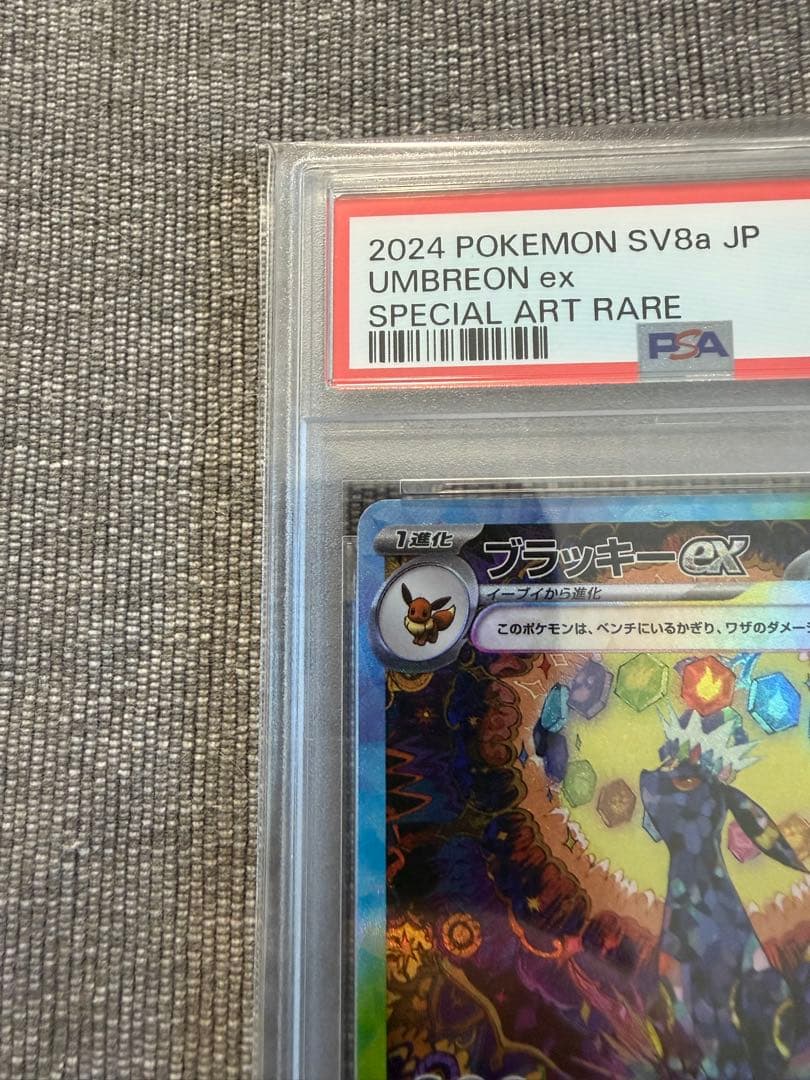 2024 POKEMON SV8a JP
UMBREON ex
SPECIAL ART RARE
PSA
1進化
ブラッキーex
イーブイから進化
このポケモンは、ベンチにいるかぎり、ワザのダメージ